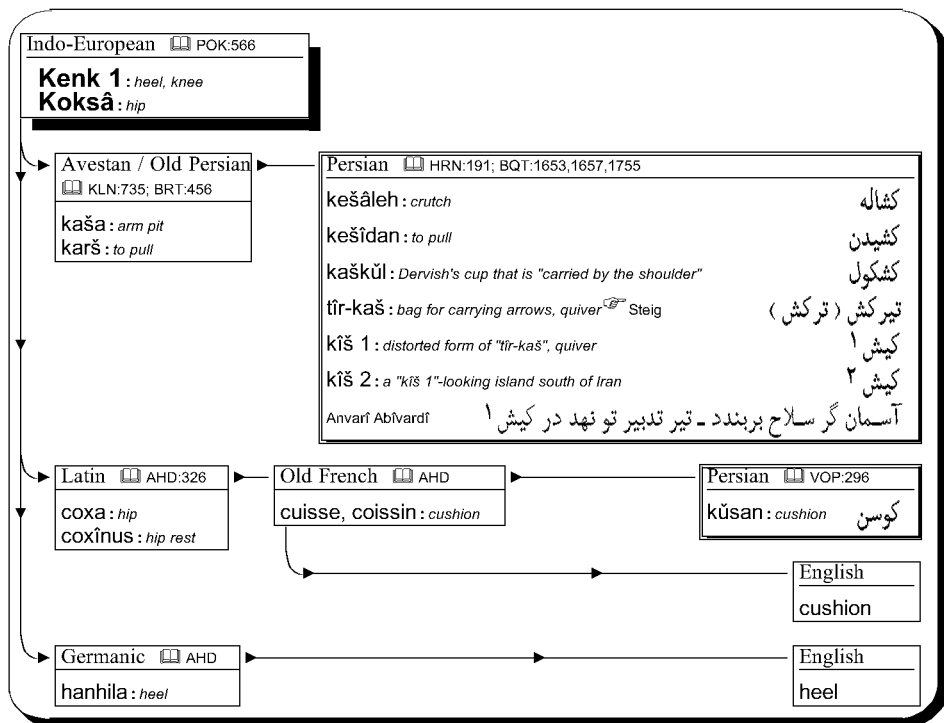 Indo-European POK:566
Kenk 1 : heel, knee
Koksâ : hip
Avestan / Old Persian
KLN:735; BRT:456
kaša : arm pit
karš : to pull
Persian HRN:191; BQT:1653,1657,1755
kešâleh : crutch کشاله
kešîdan : to pull کشیدن
kaškŭl : Dervish's cup that is "carried by the shoulder" کشکول
tîr-kaš : bag for carrying arrows, quiver ☞ Steig تیرکش ( ترکش )
kîš 1 : distorted form of "tîr-kaš", quiver کیش ۱
kîš 2 : a "kîš 1"-looking island south of Iran کیش ۲
Anvarî Abîvardî آسـمان گر سـلاح بربندد ـ تیر تدبیر تو نهد در کیش ۱
Latin AHD:326
coxa : hip
coxînus : hip rest
Old French AHD
cuisse, coissin : cushion
Persian VOP:296
kŭsan : cushion کوسن
English
cushion
Germanic AHD
hanhila : heel
English
heel